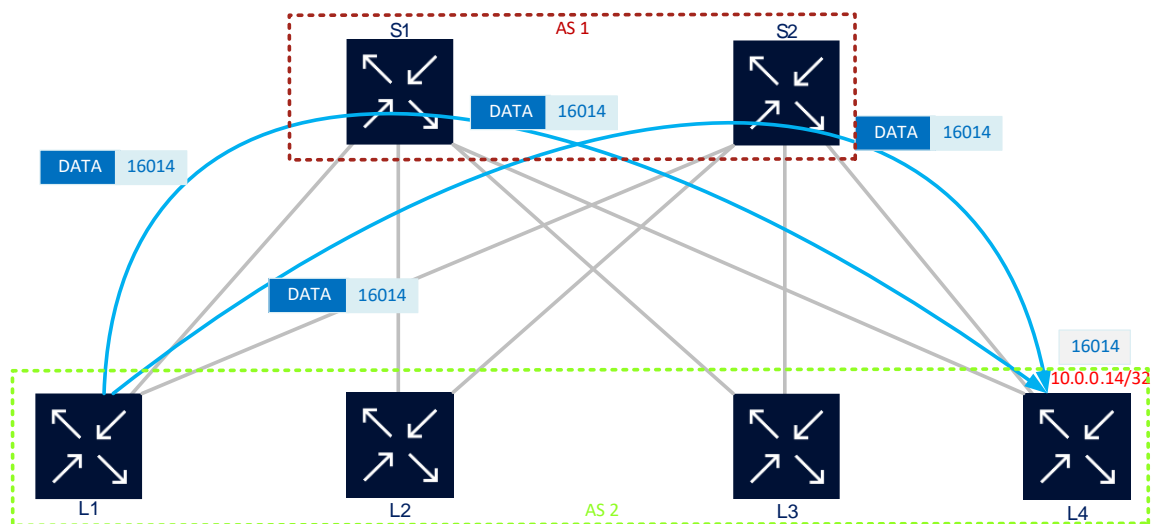 S1
AS 1
S2
DATA 16014
DATA 16014
DATA 16014
DATA 16014
16014
10.0.0.14/32
L1
L2
AS 2
L3
L4